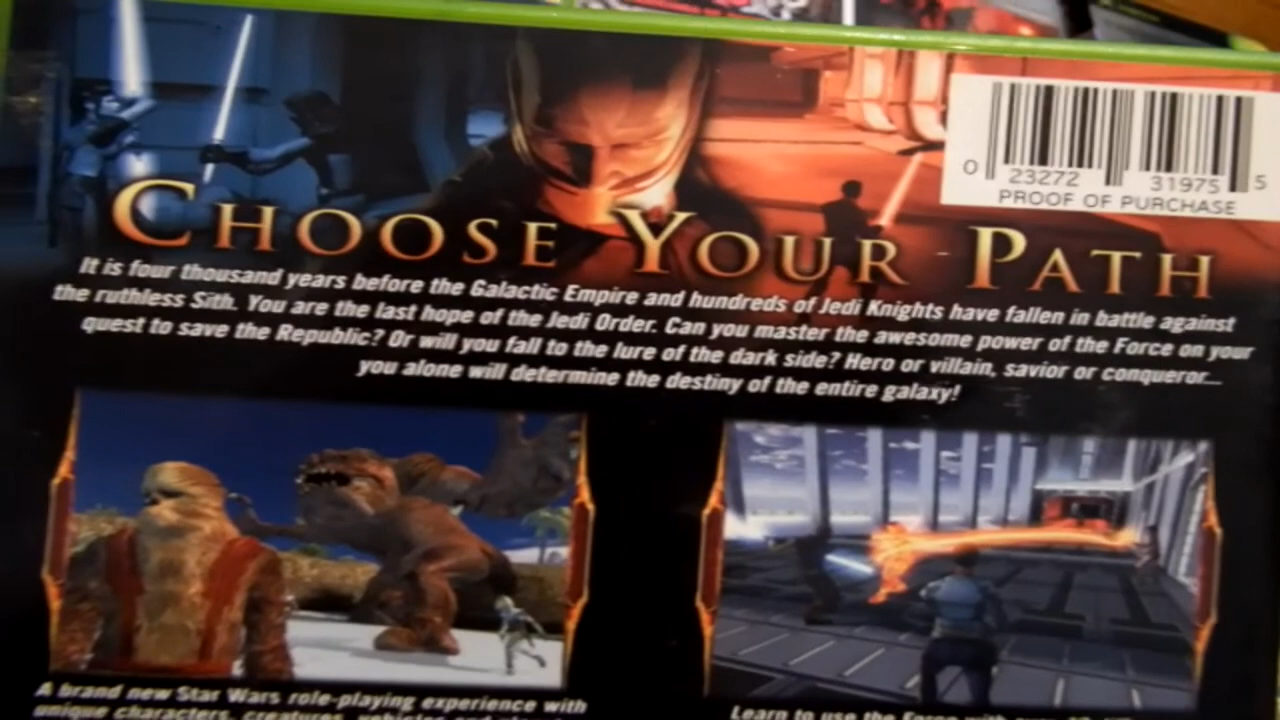 0 23272 31975 5
PROOF OF PURCHASE
CHOOSE YOUR PATH
It is four thousand years before the Galactic Empire and hundreds of Jedi Knights have fallen in battle against
the ruthless Sith. You are the last hope of the Jedi Order. Can you master the awesome power of the Force on your
quest to save the Republic? Or will you fall to the lure of the dark side? Hero or villain, savior or conqueror...
you alone will determine the destiny of the entire galaxy!
A brand new Star Wars role-playing experience with
unique characters, creatures, vehicles and
Learn to use the Force with